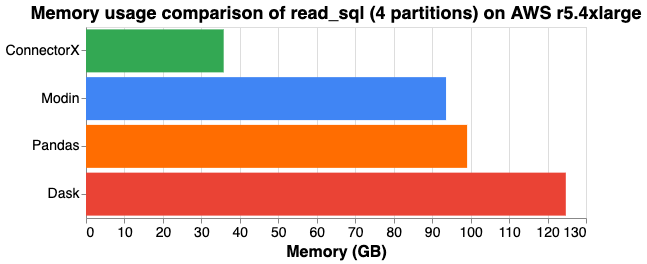 Memory usage comparison of read_sql (4 partitions) on AWS r5.4xlarge
ConnectorX
Modin
Pandas
Dask
0 10 20 30 40 50 60 70 80 90 100 110 120 130
Memory (GB)